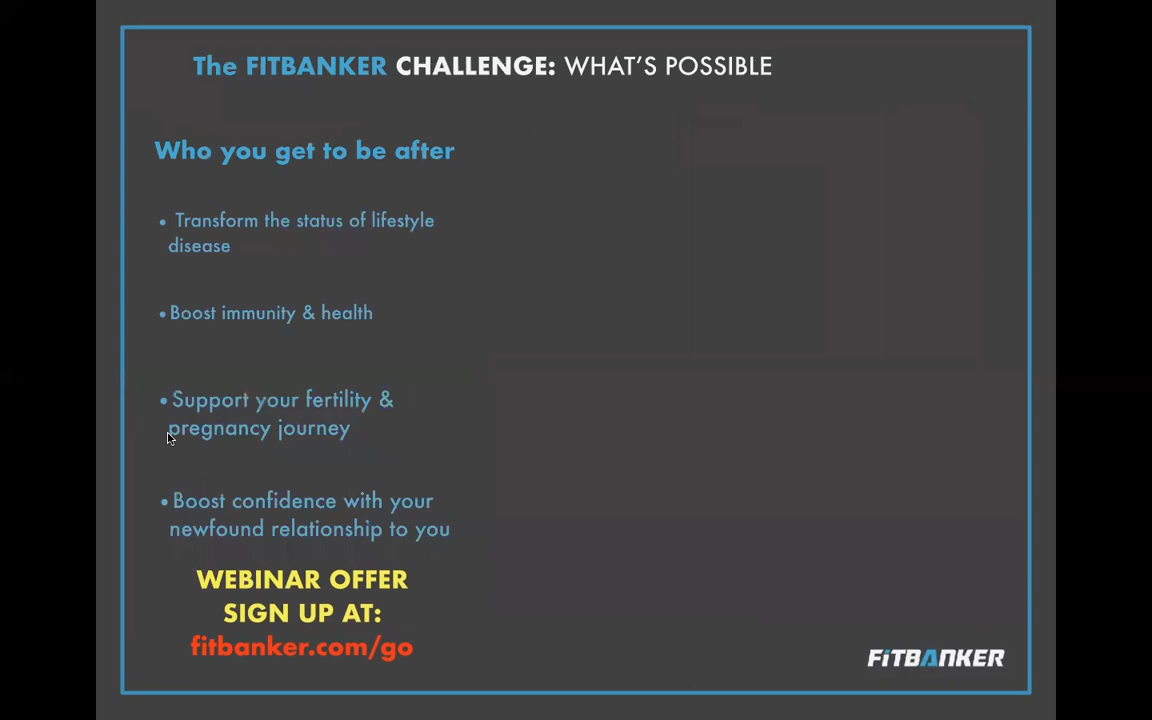 The FITBANKER CHALLENGE: WHAT'S POSSIBLE
Who you get to be after
• Transform the status of lifestyle
disease
• Boost immunity & health
• Support your fertility &
pregnancy journey
• Boost confidence with your
newfound relationship to you
WEBINAR OFFER
SIGN UP AT:
fitbanker.com/go
FiTBANKER